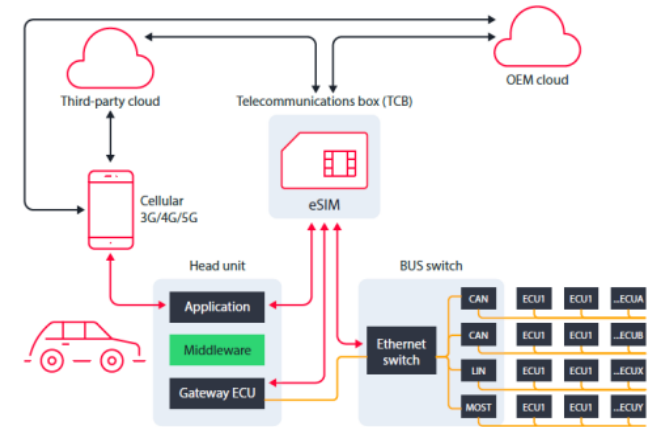 OEM cloud
Third-party cloud
Telecommunications box (TCB)
eSIM
Cellular
3G/4G/5G
Head unit
Application
Middleware
Gateway ECU
BUS switch
Ethernet
switch
CAN ECU1 ECU1 ...ECUA
CAN ECU1 ECU1 ...ECUB
LIN ECU1 ECU1 ...ECUX
MOST ECU1 ECU1 ...ECUY